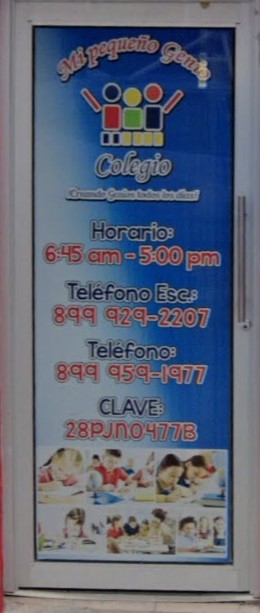 Mi pequeño Genio
Colegio
¡Creando Genios todos los días!
Horario:
6:45 am - 5:00 pm
Teléfono Esc.:
899 929-2207
Teléfono:
899 959-1977
CLAVE:
28PJN0477B